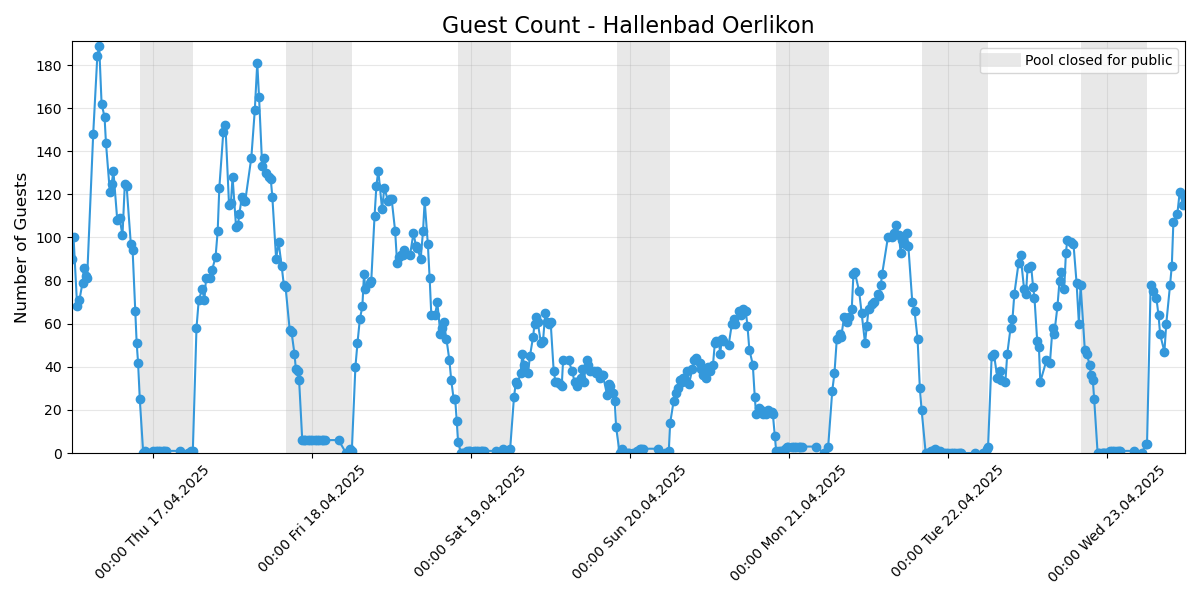 Guest Count - Hallenbad Oerlikon
Pool closed for public
Number of Guests
180
160
140
120
100
80
60
40
20
0
00:00 Thu 17.04.2025
00:00 Fri 18.04.2025
00:00 Sat 19.04.2025
00:00 Sun 20.04.2025
00:00 Mon 21.04.2025
00:00 Tue 22.04.2025
00:00 Wed 23.04.2025